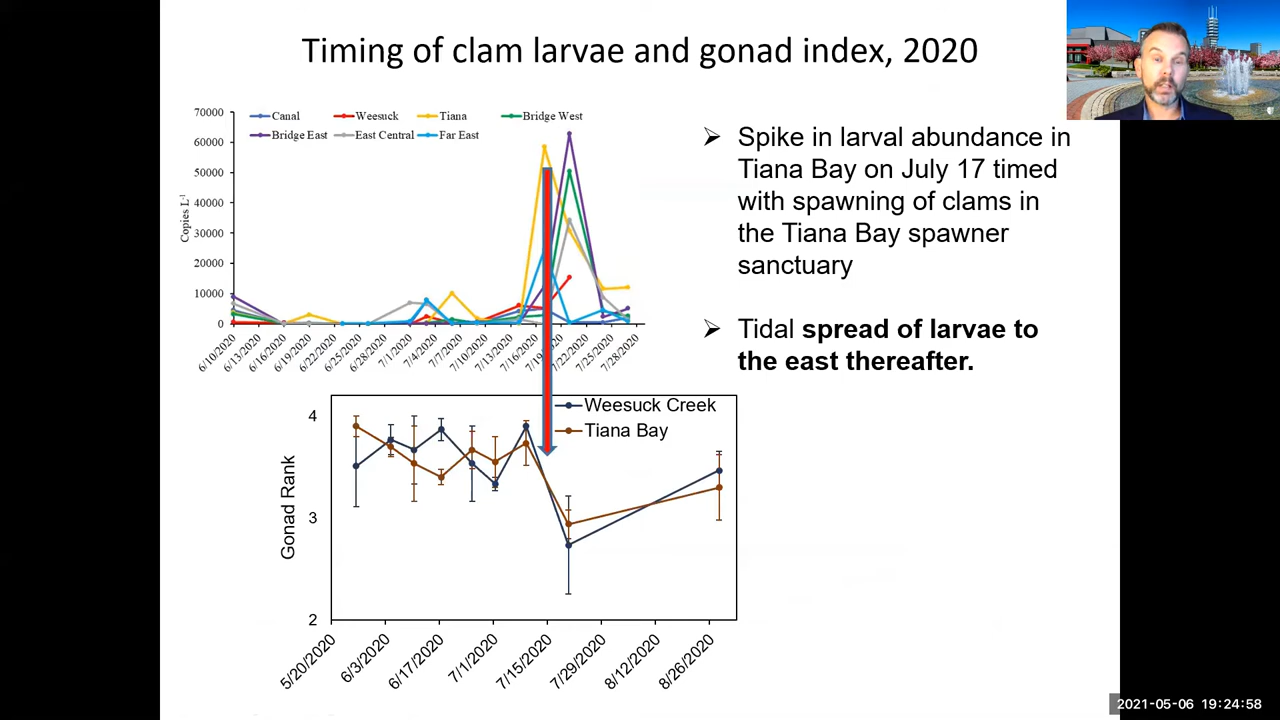 Timing of clam larvae and gonad index, 2020
70000
60000
50000
40000
30000
20000
10000
0
Copies L-1
Canal Weesuck Tiana Bridge West
Bridge East East Central Far East
6/10/2020 6/13/2020 6/16/2020 6/19/2020 6/22/2020 6/25/2020 6/28/2020 7/1/2020 7/4/2020 7/7/2020 7/10/2020 7/13/2020 7/16/2020 7/22/2020 7/25/2020 7/28/2020
➢ Spike in larval abundance in
Tiana Bay on July 17 timed
with spawning of clams in
the Tiana Bay spawner
sanctuary
➢ Tidal spread of larvae to
the east thereafter.
4
3
2
Gonad Rank
Weesuck Creek
Tiana Bay
5/20/2020 6/3/2020 6/17/2020 7/1/2020 7/15/2020 7/29/2020 8/12/2020 8/26/2020
2021-05-06 19:24:58